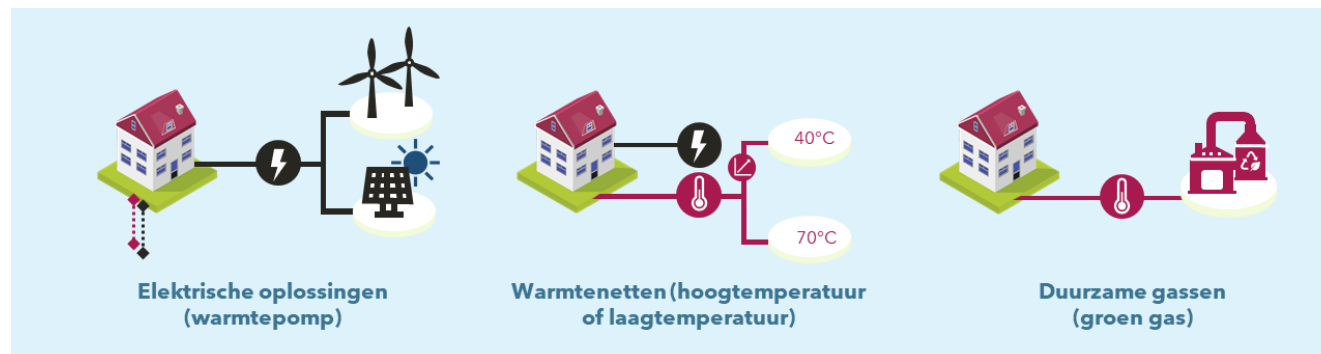 40°C
70°C
Elektrische oplossingen
(warmtepomp)
Warmtenetten (hoogtemperatuur
of laagtemperatuur)
Duurzame gassen
(groen gas)